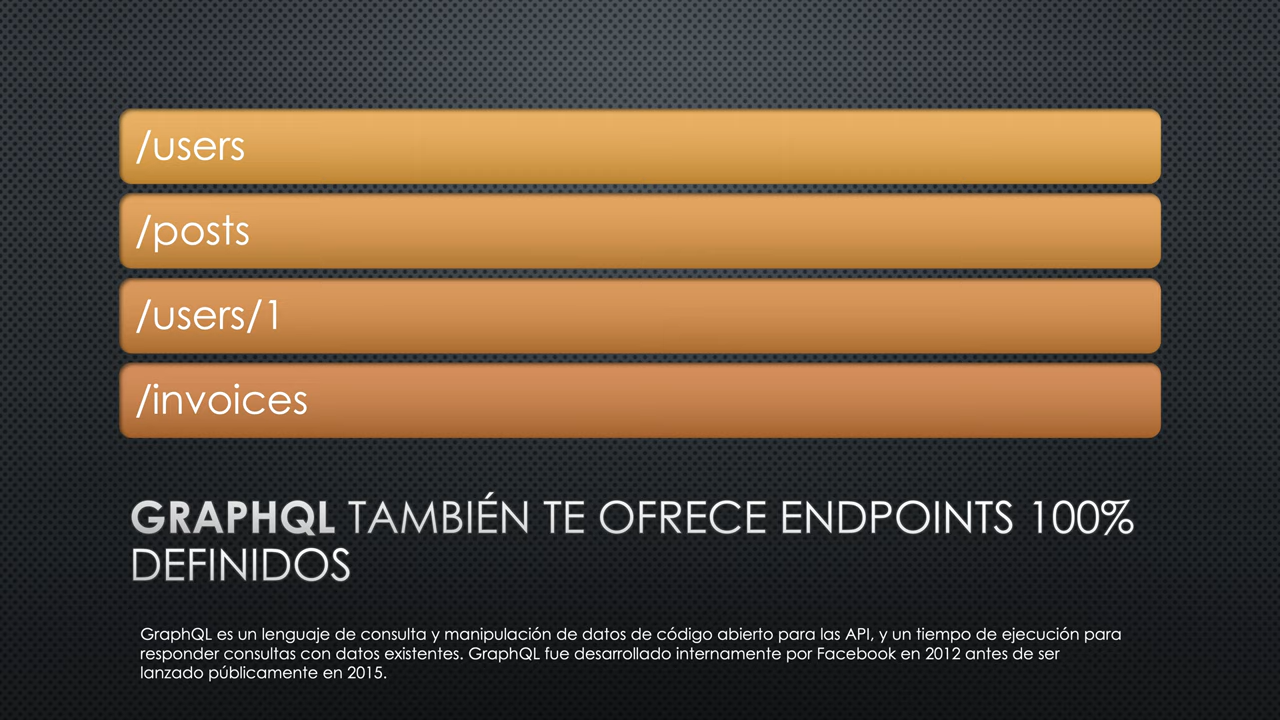 /users
/posts
/users/1
/invoices
GRAPHQL TAMBIÉN TE OFRECE ENDPOINTS 100%
DEFINIDOS
GraphQL es un lenguaje de consulta y manipulación de datos de código abierto para las API, y un tiempo de ejecución para
responder consultas con datos existentes. GraphQL fue desarrollado internamente por Facebook en 2012 antes de ser
lanzado públicamente en 2015.